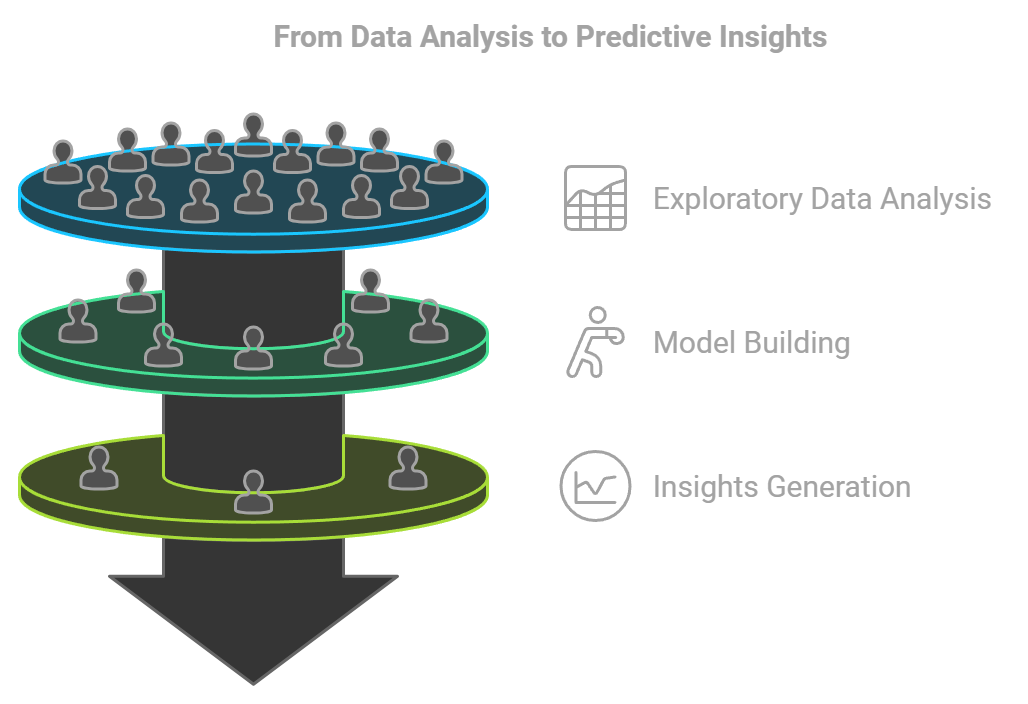 From Data Analysis to Predictive Insights
Exploratory Data Analysis
Model Building
Insights Generation